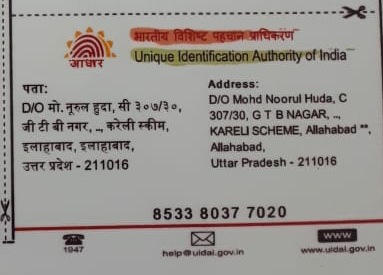 भारतीय विशिष्ट पहचान प्राधिकरण
Unique Identification Authority of India
आधार
पता:
D/O मो. नूरुल हुदा, सी ३०७/३०,
जी टी बी नगर, .., करेली स्कीम,
इलाहाबाद, इलाहाबाद,
उत्तर प्रदेश - 211016
Address:
D/O Mohd Noorul Huda, C
307/30, G T B NAGAR, ..,
KARELI SCHEME, Allahabad **,
Allahabad,
Uttar Pradesh - 211016
8533 8037 7020
1947
help@uidai.gov.in
WWW
www.uidai.gov.in